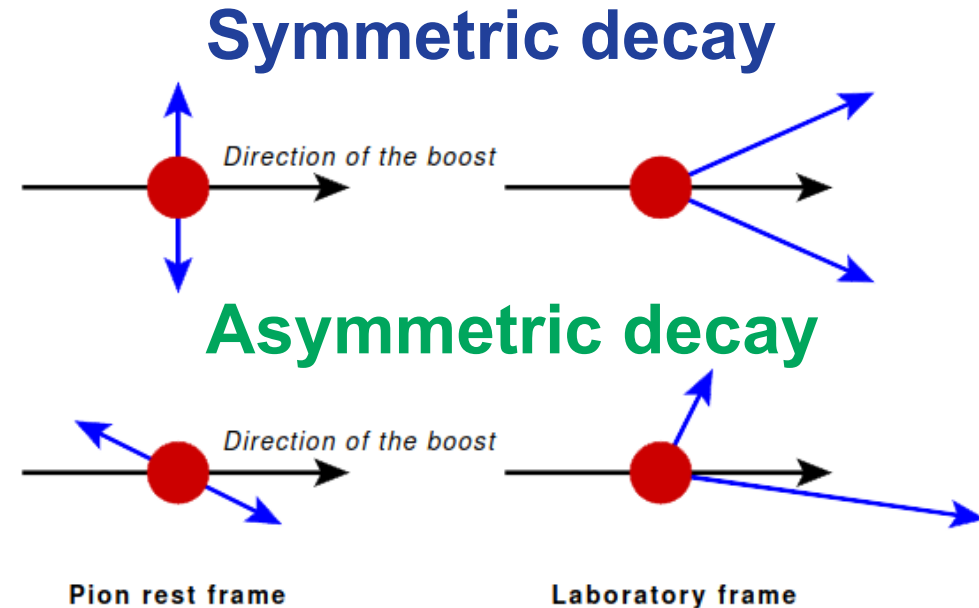 Symmetric decay
Direction of the boost
Asymmetric decay
Direction of the boost
Pion rest frame
Laboratory frame